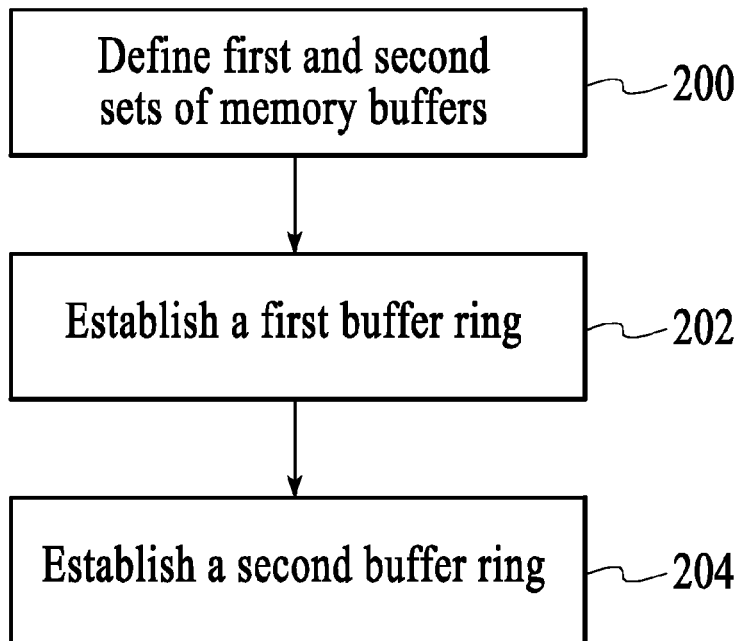 Define first and second
sets of memory buffers
200
Establish a first buffer ring
202
Establish a second buffer ring
204